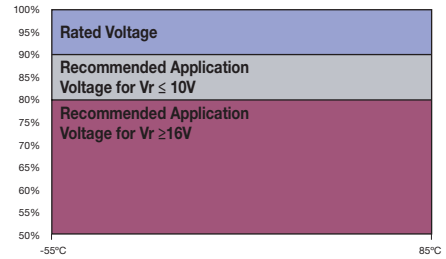 100%
95%
90%
85%
80%
75%
70%
65%
60%
55%
50%
Rated Voltage
Recommended Application
Voltage for Vr ≤ 10V
Recommended Application
Voltage for Vr ≥16V
-55ºC
85ºC